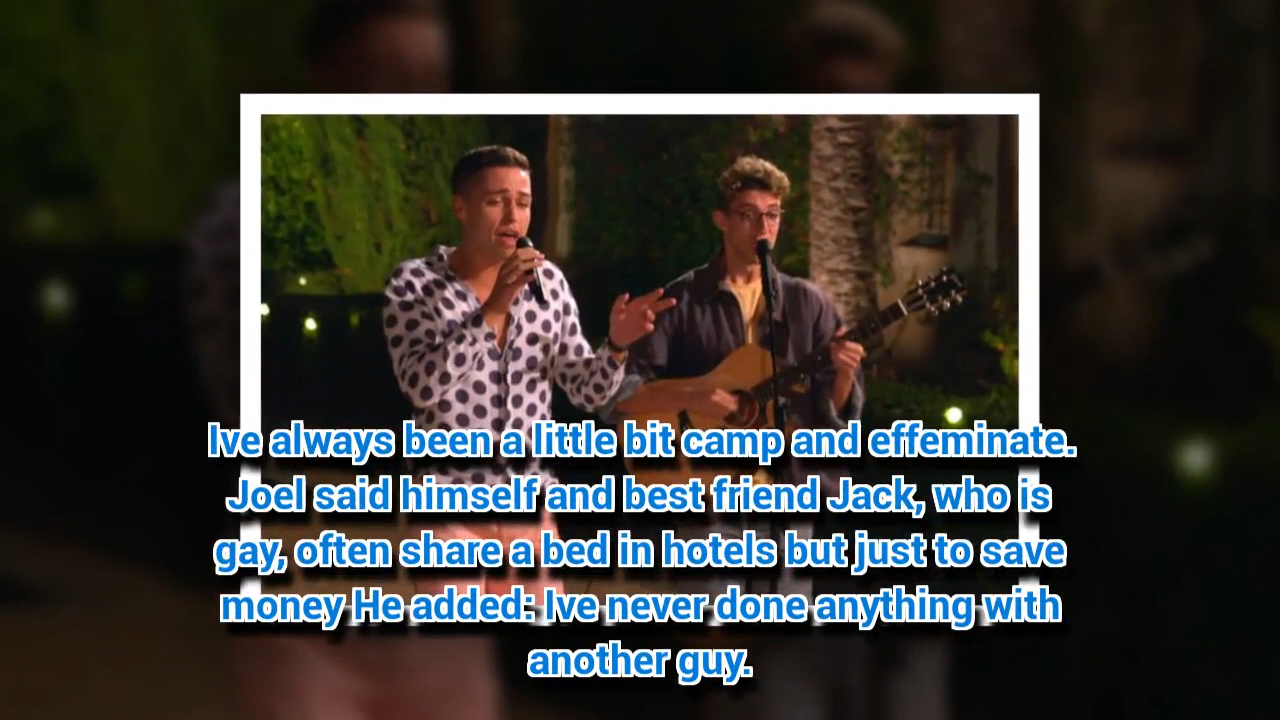 Ive always been a little bit camp and effeminate.
Joel said himself and best friend Jack, who is
gay, often share a bed in hotels but just to save
money He added: Ive never done anything with
another guy.